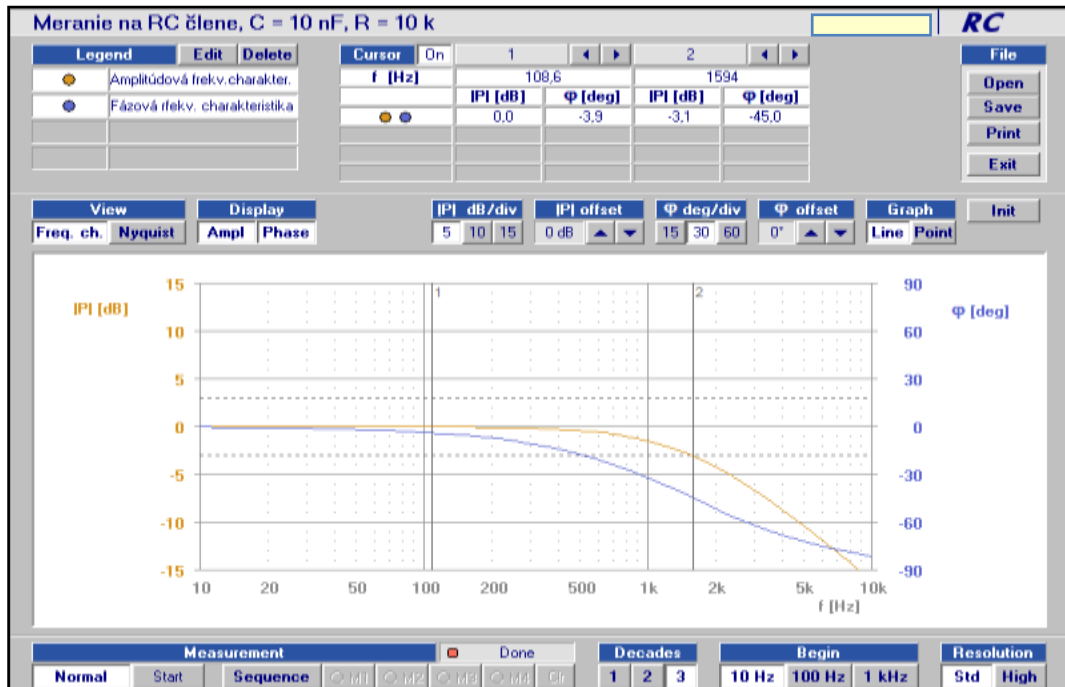 Meranie na RC člene, C = 10 nF, R = 10 k
RC
Legend Edit Delete
Amplitúdová frekv.charakter.
Fázová rfekv. charakteristika
Cursor On 1 2
f [Hz] 108,6 1594
|P| [dB] φ [deg] |P| [dB] φ [deg]
0,0 -3,9 -3,1 -45,0
File
Open
Save
Print
Exit
View
Freq. ch. Nyquist
Display
Ampl Phase
|P| dB/div
5 10 15
|P| offset
0 dB
φ deg/div
15 30 60
φ offset
0°
Graph
Line Point
Init
|P| [dB]
15
10
5
0
-5
-10
-15
1
2
90
60
30
0
-30
-60
-90
φ [deg]
10 20 50 100 200 500 1k 2k 5k 10k
f [Hz]
Measurement Done
Normal Start Sequence M1 M2 M3 M4 Clr
Decades
1 2 3
Begin
10 Hz 100 Hz 1 kHz
Resolution
Std High